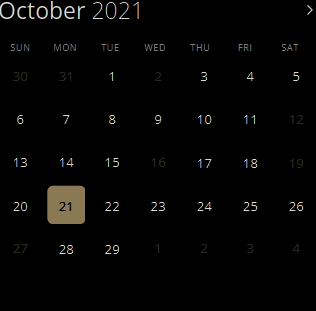 October 2021
SUN MON TUE WED THU FRI SAT
30 31 1 2 3 4 5
6 7 8 9 10 11 12
13 14 15 16 17 18 19
20 21 22 23 24 25 26
27 28 29 1 2 3 4